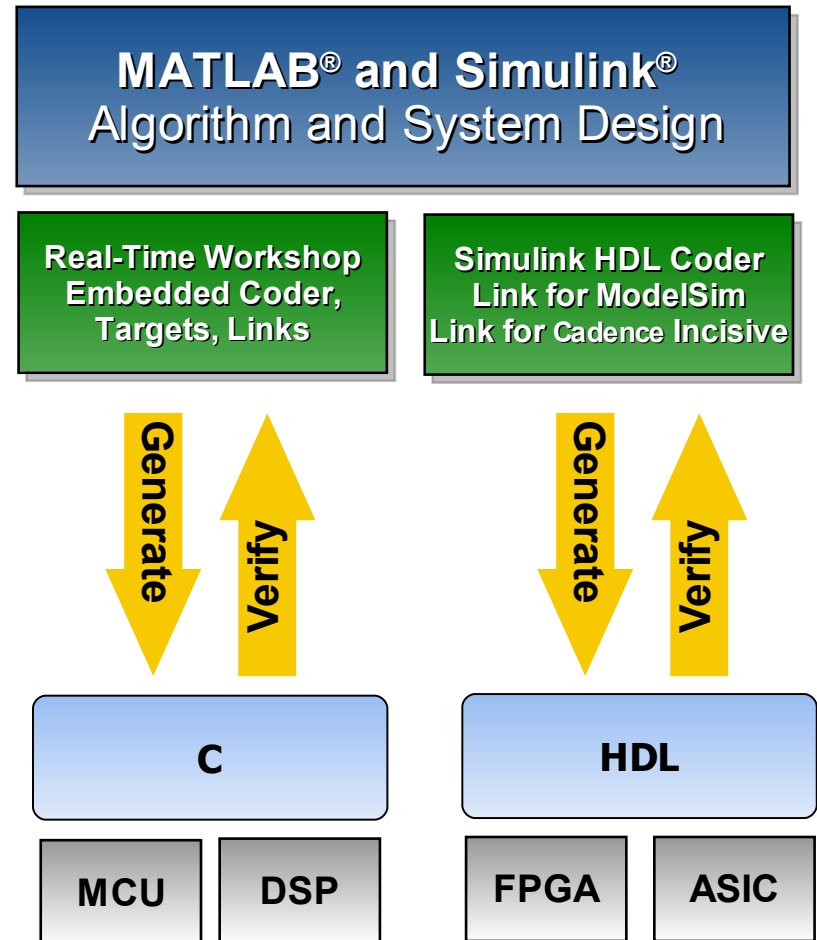 MATLAB® and Simulink®
Algorithm and System Design
Real-Time Workshop
Embedded Coder,
Targets, Links
Simulink HDL Coder
Link for ModelSim
Link for Cadence Incisive
Generate
Verify
Generate
Verify
C
HDL
MCU
DSP
FPGA
ASIC